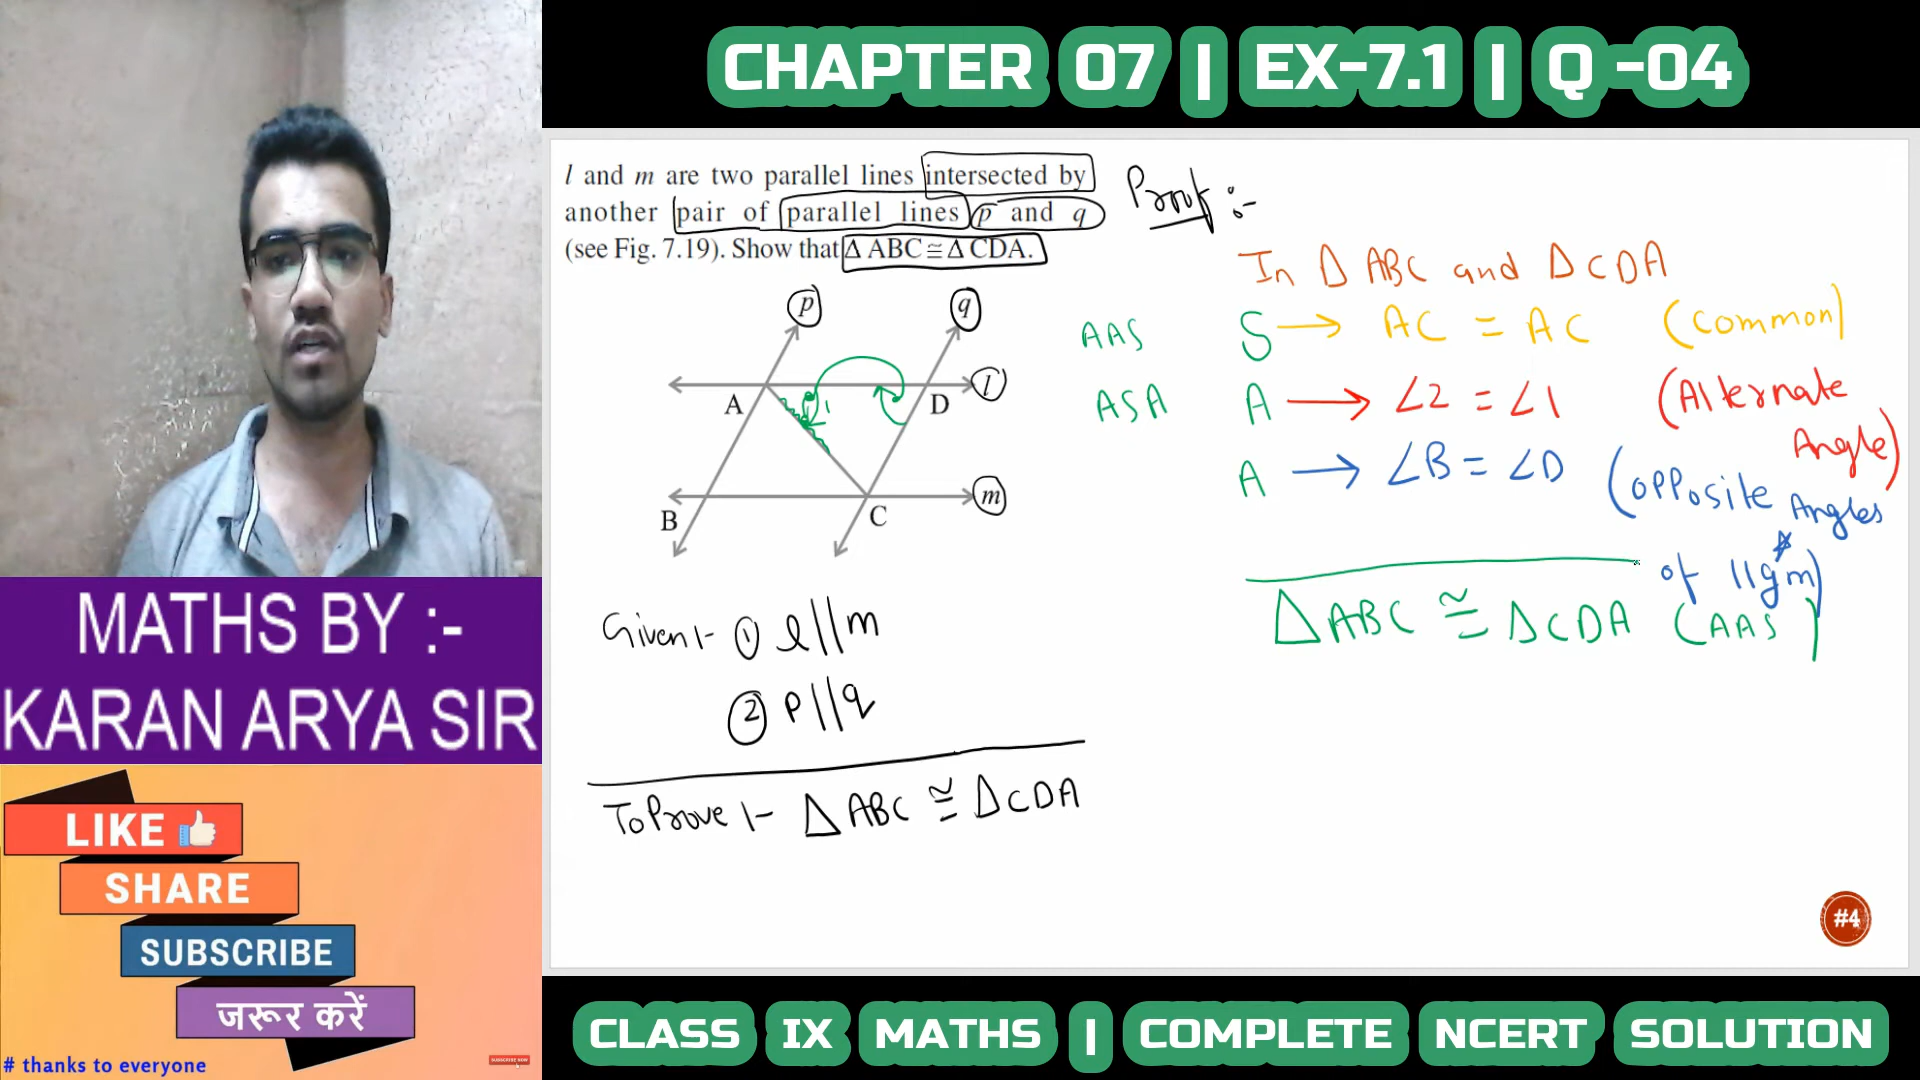 CHAPTER 07 | EX-7.1 | Q -04
l and m are two parallel lines intersected by
another pair of parallel lines p and q
(see Fig. 7.19). Show that Δ ABC ≅ Δ CDA.
p
q
A
D
l
1
B
C
m
Given:- ① l||m
② p||q
To Prove :- Δ ABC ≅ Δ CDA
Proof :-
In Δ ABC and Δ CDA
AAS
S → AC = AC (common)
ASA
A → ∠2 = ∠1 (Alternate
Angle)
A → ∠B = ∠D (opposite Angles
of ||gm)
Δ ABC ≅ Δ CDA (AAS)
#4
MATHS BY :-
KARAN ARYA SIR
LIKE
SHARE
SUBSCRIBE
जरूर करें
# thanks to everyone
SUBSCRIBE NOW
CLASS IX MATHS | COMPLETE NCERT SOLUTION